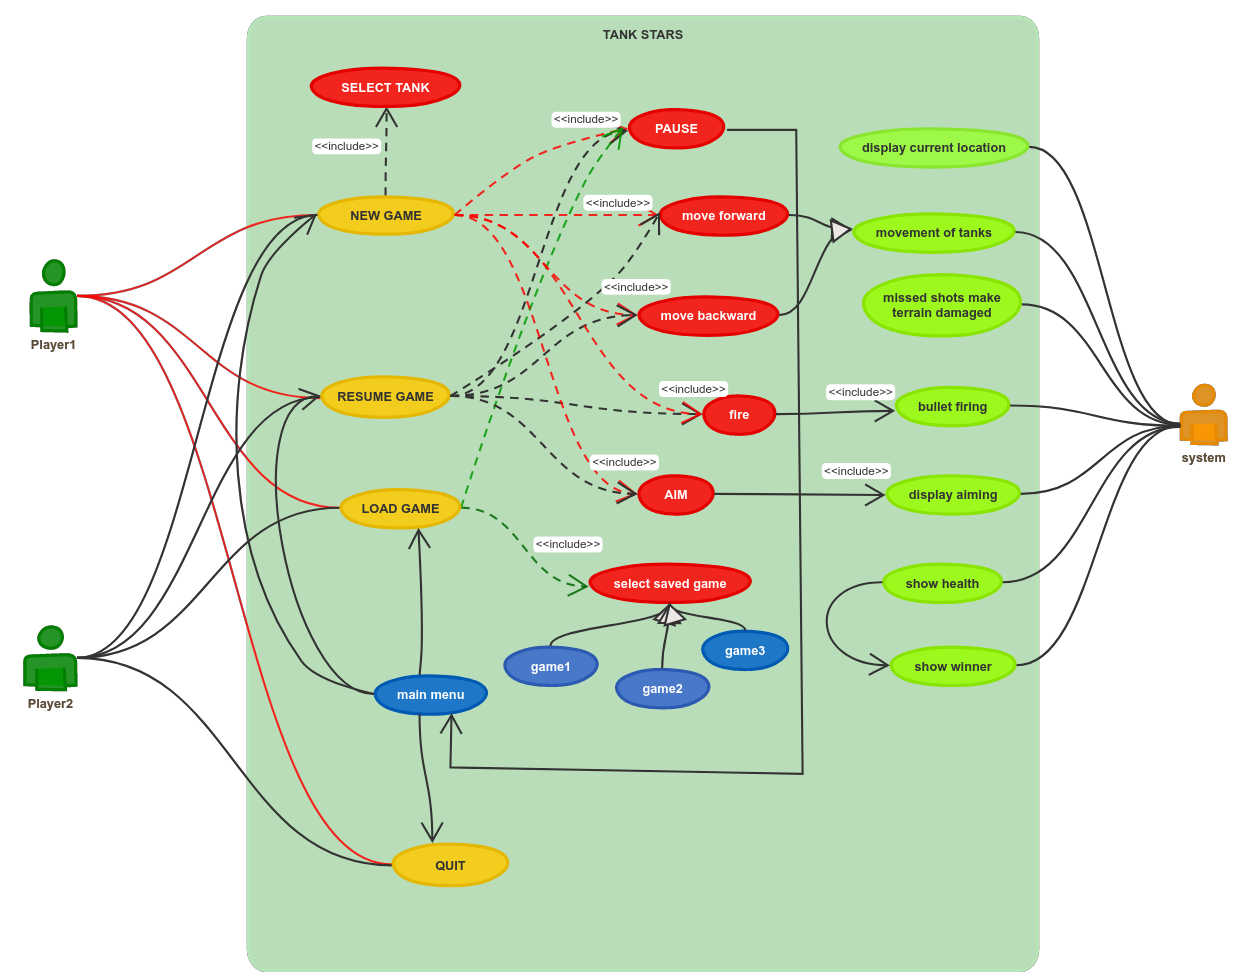 TANK STARS
SELECT TANK
<<include>>
<<include>>
PAUSE
display current location
NEW GAME
<<include>>
move forward
movement of tanks
<<include>>
missed shots make
terrain damaged
move backward
Player1
RESUME GAME
<<include>>
fire
<<include>>
bullet firing
system
<<include>>
AIM
<<include>>
display aiming
LOAD GAME
<<include>>
select saved game
show health
game1
game2
game3
show winner
main menu
Player2
QUIT